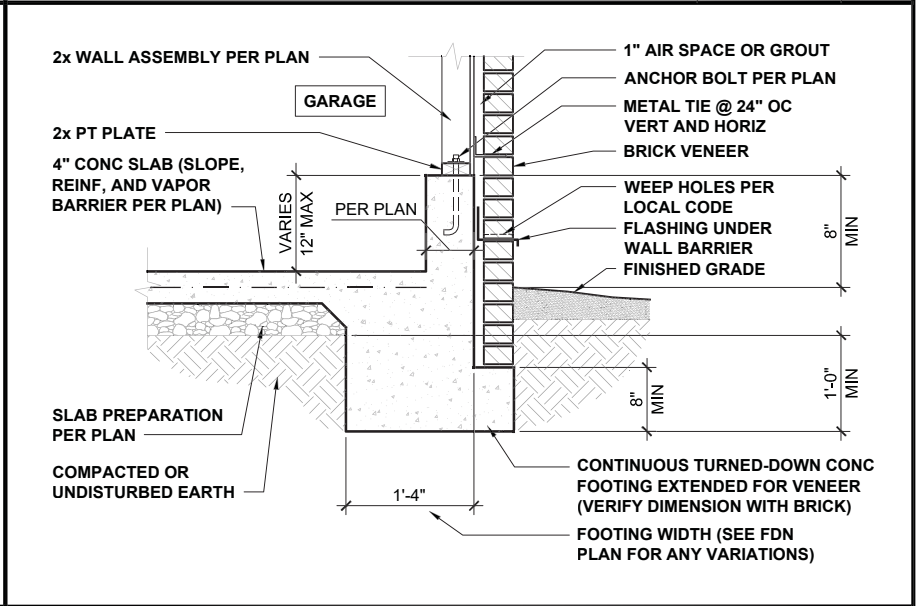 2x WALL ASSEMBLY PER PLAN
GARAGE
2x PT PLATE
4" CONC SLAB (SLOPE,
REINF, AND VAPOR
BARRIER PER PLAN)
VARIES
12" MAX
PER PLAN
1" AIR SPACE OR GROUT
ANCHOR BOLT PER PLAN
METAL TIE @ 24" OC
VERT AND HORIZ
BRICK VENEER
WEEP HOLES PER
LOCAL CODE
FLASHING UNDER
WALL BARRIER
FINISHED GRADE
8"
MIN
1'-0"
MIN
8"
MIN
SLAB PREPARATION
PER PLAN
COMPACTED OR
UNDISTURBED EARTH
1'-4"
CONTINUOUS TURNED-DOWN CONC
FOOTING EXTENDED FOR VENEER
(VERIFY DIMENSION WITH BRICK)
FOOTING WIDTH (SEE FDN
PLAN FOR ANY VARIATIONS)